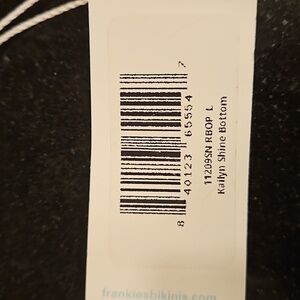 8 40123 65554 7
11209SN RBOP L
Kailyn Shine Bottom
frankiesbikinis.com